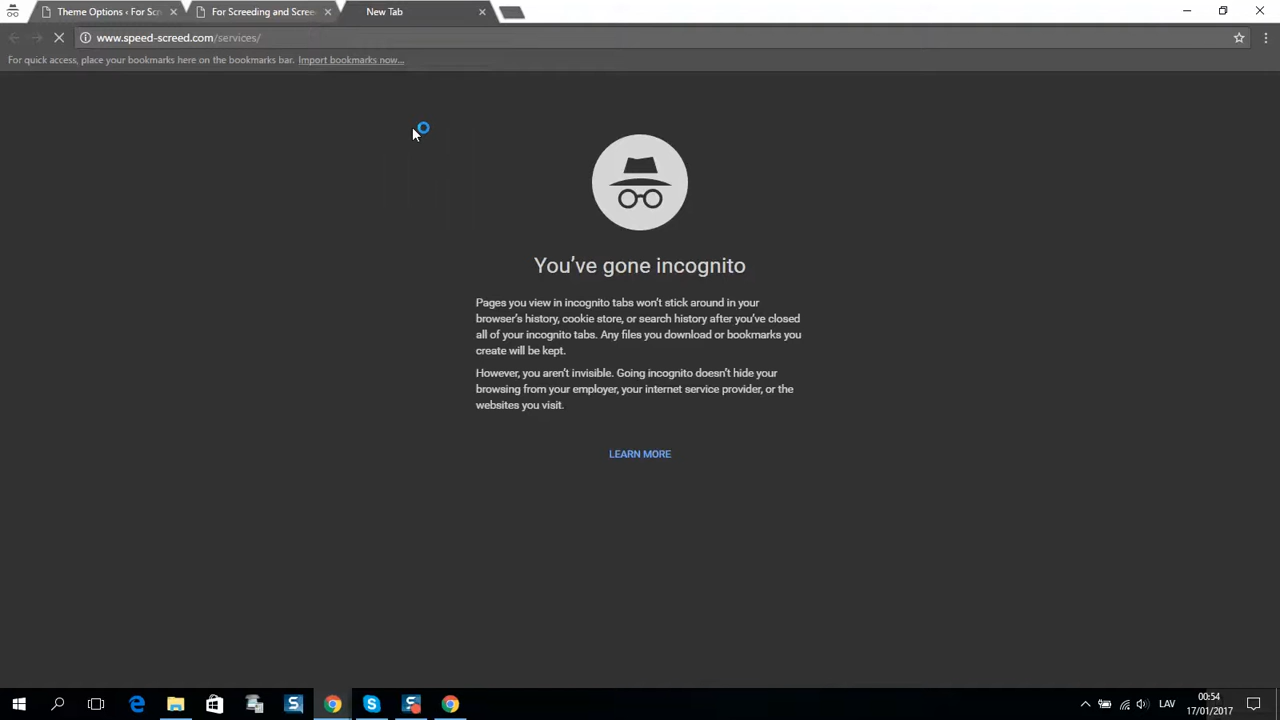 Theme Options ‹ For Scr
For Screeding and Scree
New Tab
www.speed-screed.com/services/
For quick access, place your bookmarks here on the bookmarks bar. Import bookmarks now...
You've gone incognito
Pages you view in incognito tabs won't stick around in your
browser's history, cookie store, or search history after you've closed
all of your incognito tabs. Any files you download or bookmarks you
create will be kept.
However, you aren't invisible. Going incognito doesn't hide your
browsing from your employer, your internet service provider, or the
websites you visit.
LEARN MORE
LAV
00:54
17/01/2017